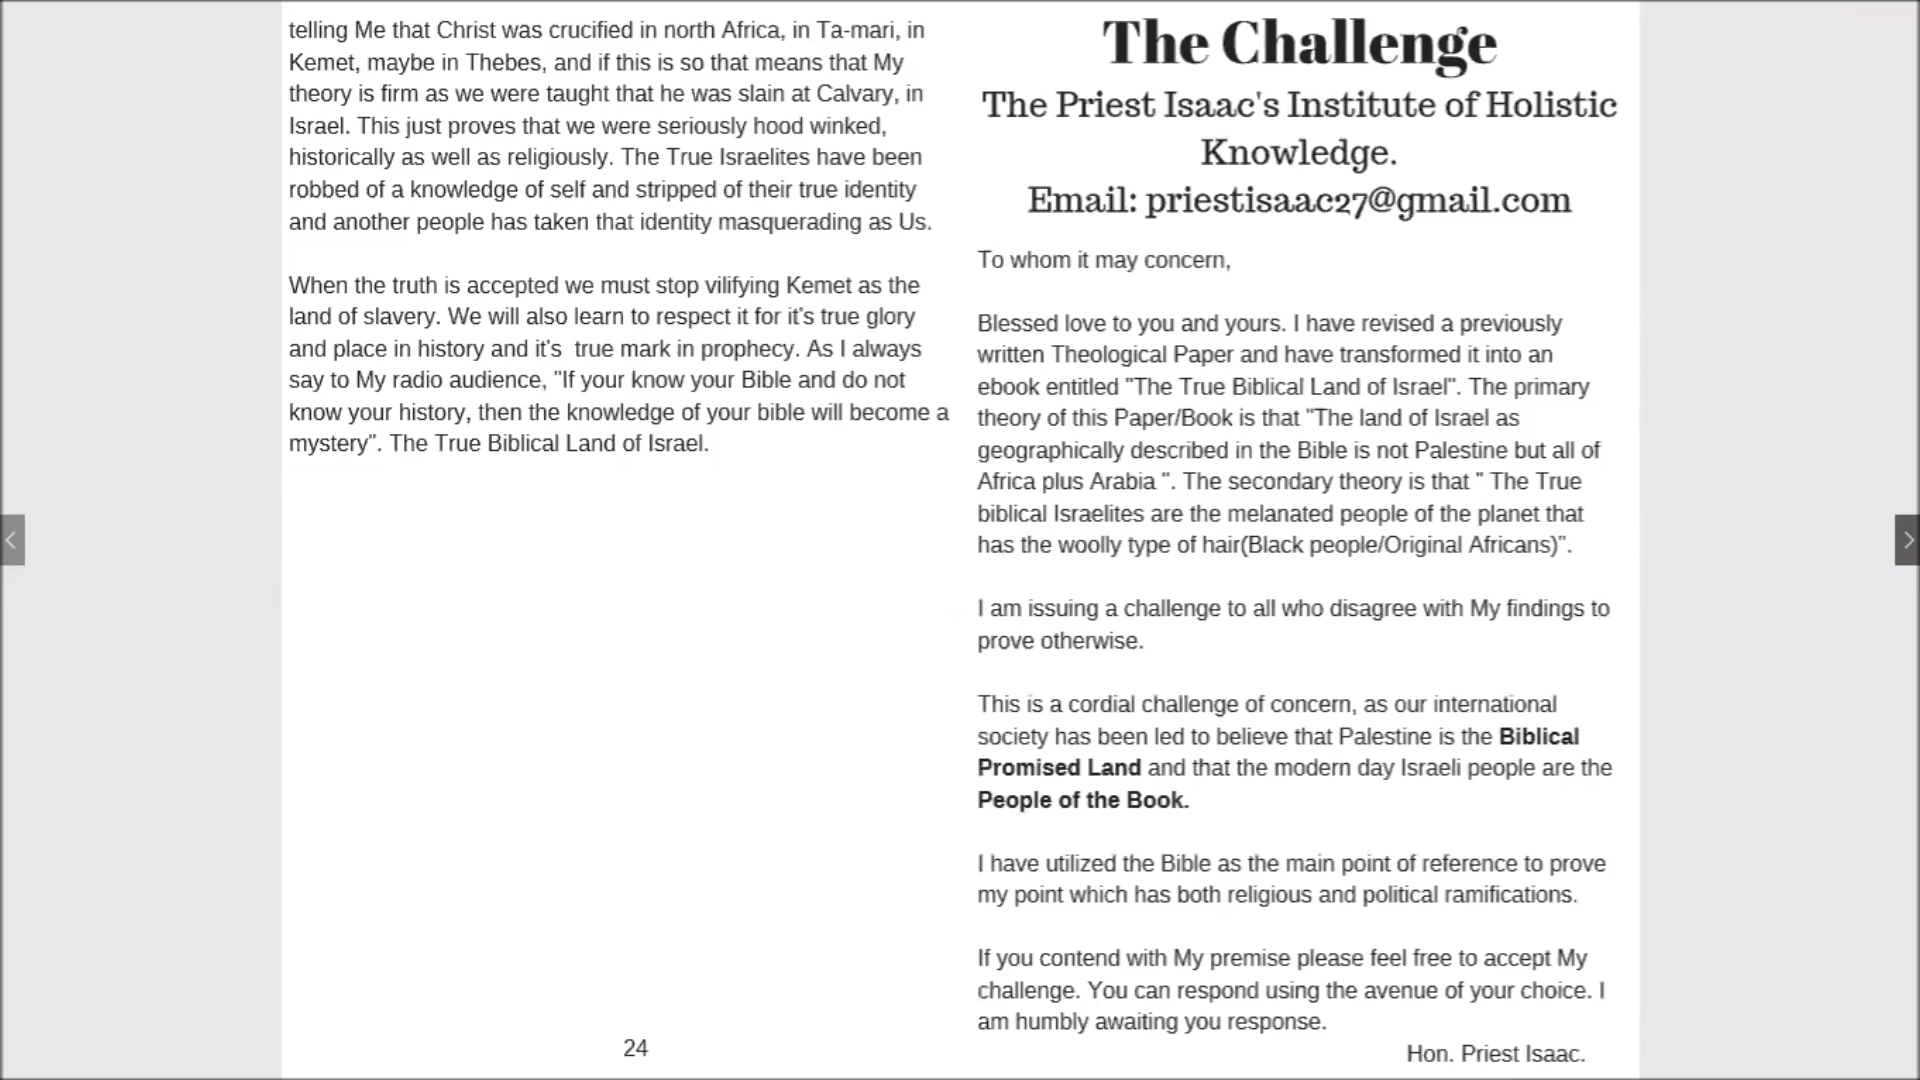 telling Me that Christ was crucified in north Africa, in Ta-mari, in
Kemet, maybe in Thebes, and if this is so that means that My
theory is firm as we were taught that he was slain at Calvary, in
Israel. This just proves that we were seriously hood winked,
historically as well as religiously. The True Israelites have been
robbed of a knowledge of self and stripped of their true identity
and another people has taken that identity masquerading as Us.
When the truth is accepted we must stop vilifying Kemet as the
land of slavery. We will also learn to respect it for it's true glory
and place in history and it's  true mark in prophecy. As I always
say to My radio audience, "If your know your Bible and do not
know your history, then the knowledge of your bible will become a
mystery". The True Biblical Land of Israel.
24
The Challenge
The Priest Isaac's Institute of Holistic
Knowledge.
Email: priestisaac27@gmail.com
To whom it may concern,
Blessed love to you and yours. I have revised a previously
written Theological Paper and have transformed it into an
ebook entitled "The True Biblical Land of Israel". The primary
theory of this Paper/Book is that "The land of Israel as
geographically described in the Bible is not Palestine but all of
Africa plus Arabia ". The secondary theory is that " The True
biblical Israelites are the melanated people of the planet that
has the woolly type of hair(Black people/Original Africans)".
I am issuing a challenge to all who disagree with My findings to
prove otherwise.
This is a cordial challenge of concern, as our international
society has been led to believe that Palestine is the Biblical
Promised Land and that the modern day Israeli people are the
People of the Book.
I have utilized the Bible as the main point of reference to prove
my point which has both religious and political ramifications.
If you contend with My premise please feel free to accept My
challenge. You can respond using the avenue of your choice. I
am humbly awaiting you response.
Hon. Priest Isaac.